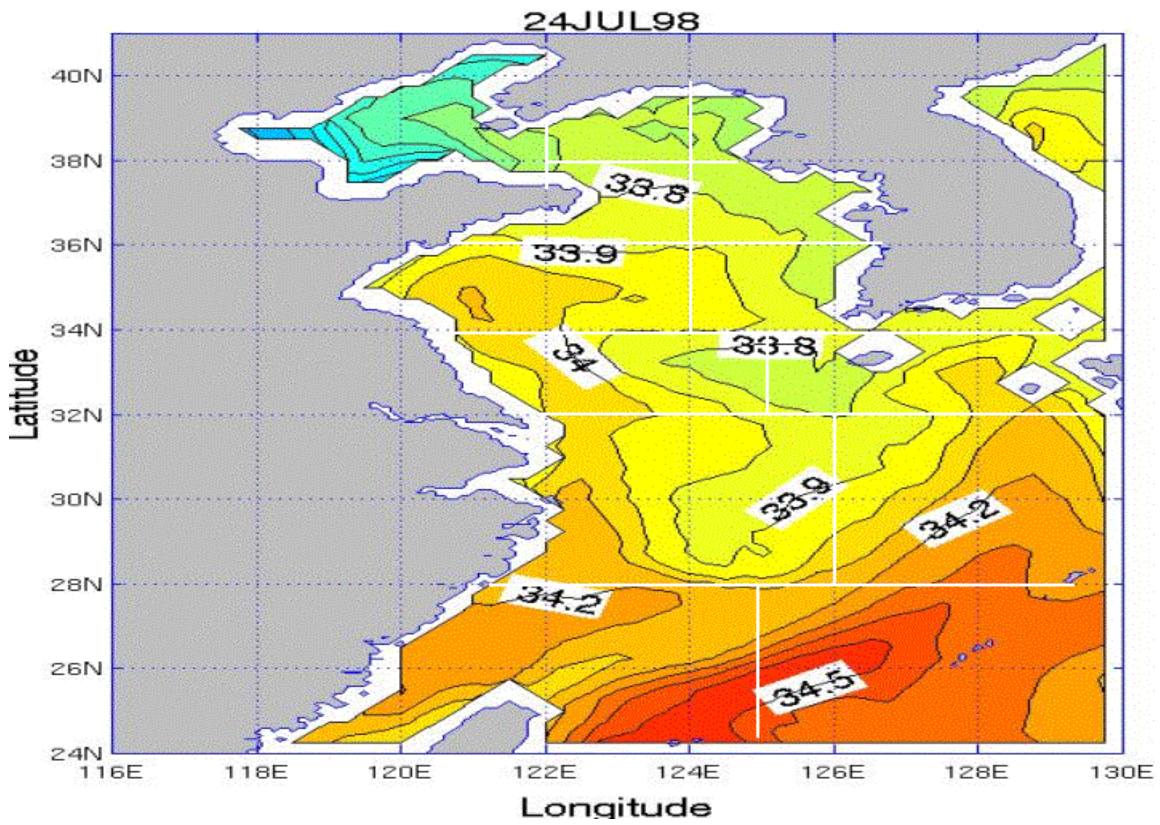 24JUL98
40N
38N
33.8
36N
33.9
34N
34
33.8
32N
30N
33.9
34.2
28N
34.2
26N
34.5
24N
116E 118E 120E 122E 124E 126E 128E 130E
Latitude
Longitude